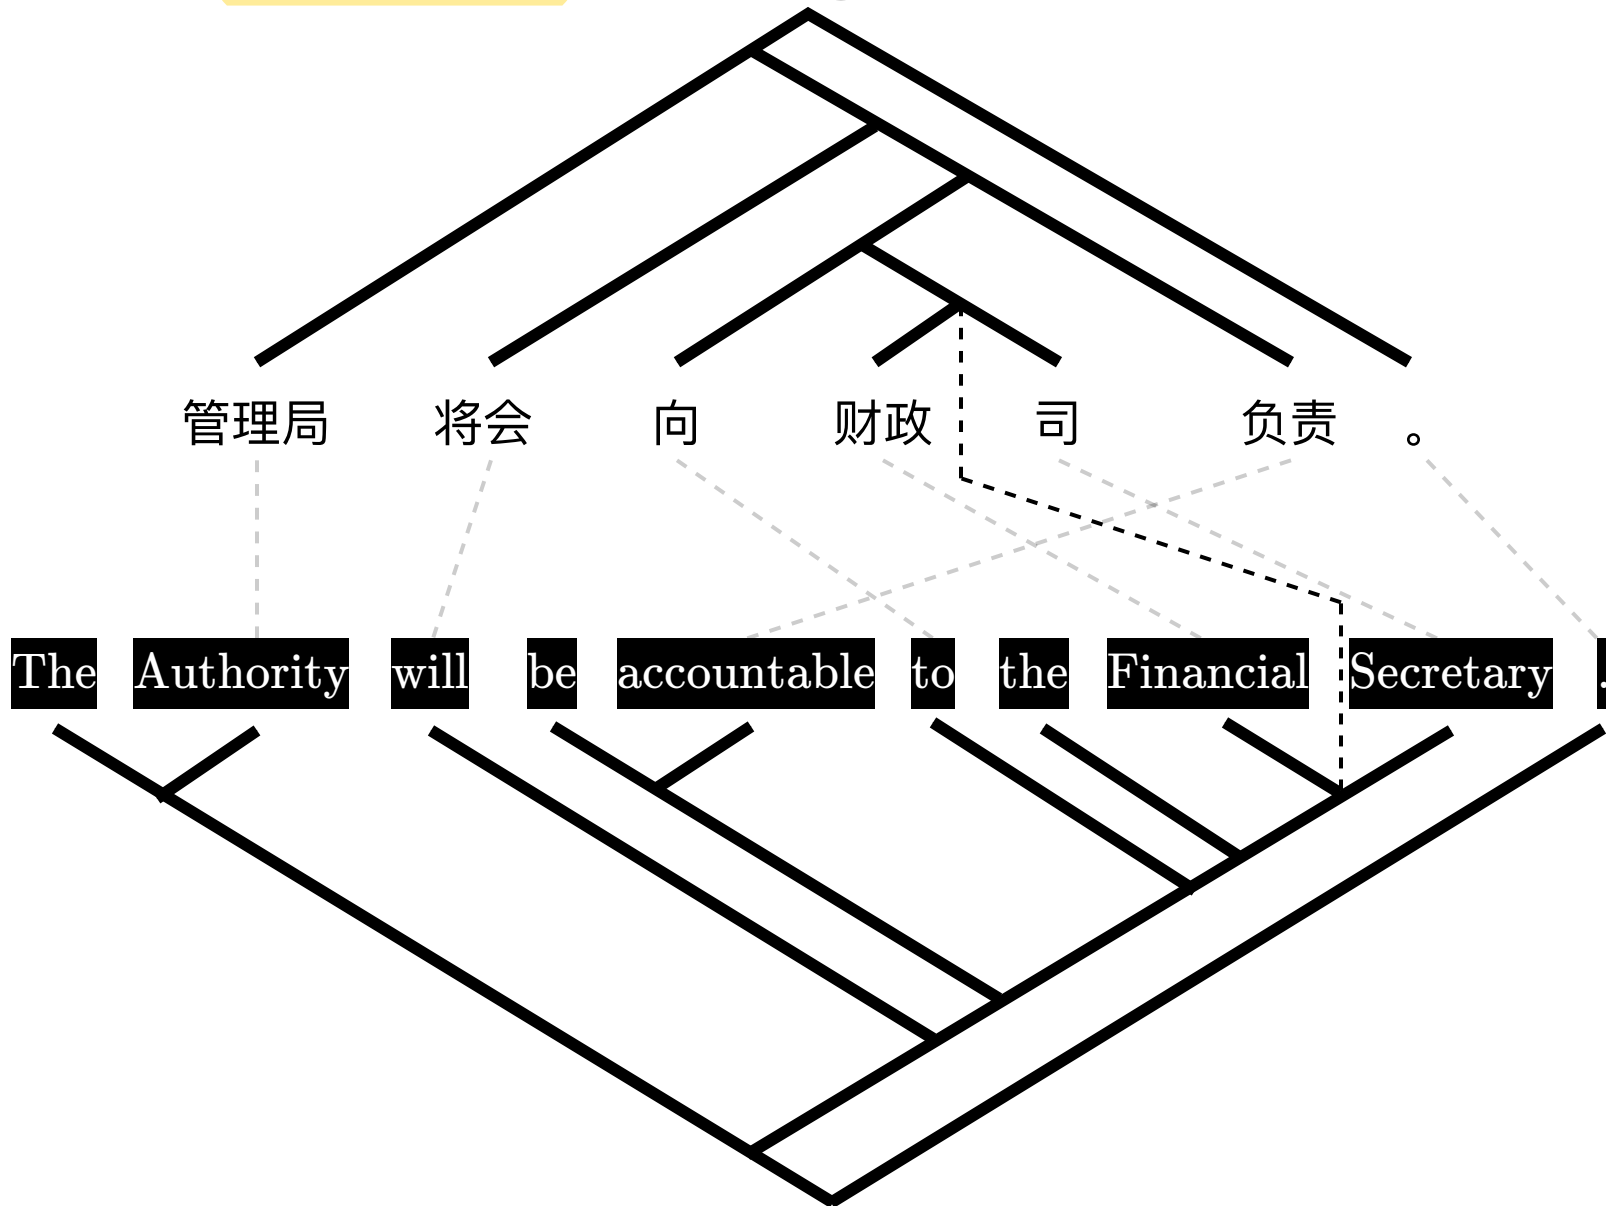 管理局 将会 向 财政 司 负责 。
The Authority will be accountable to the Financial Secretary .